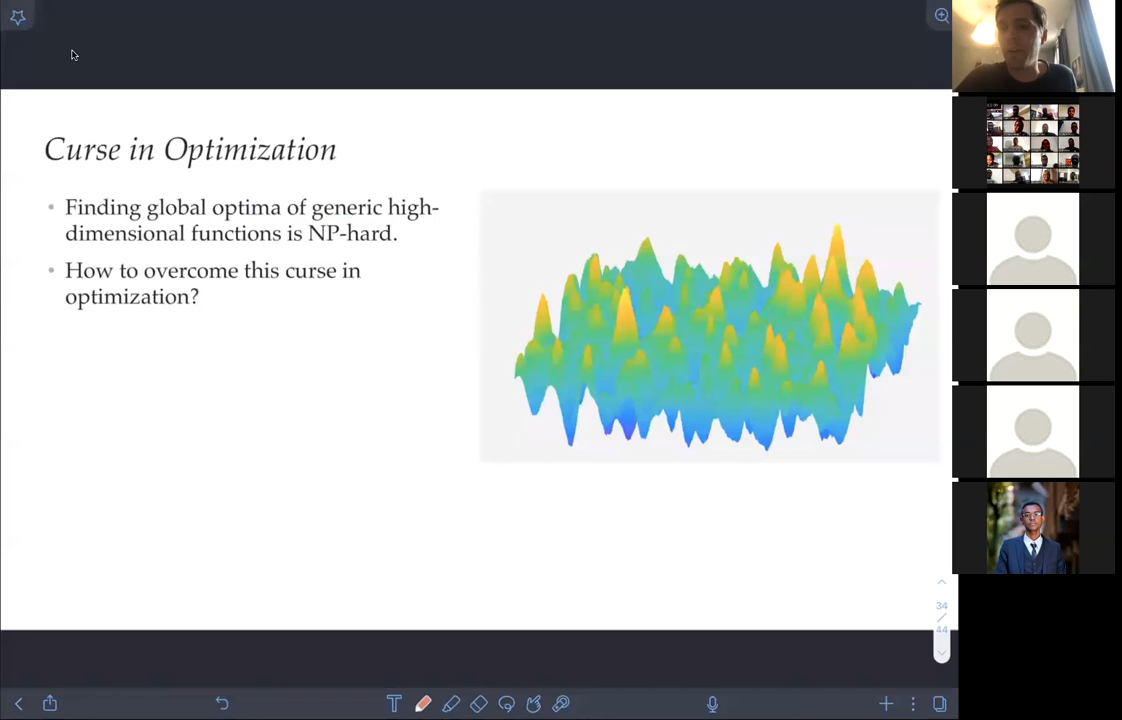 Curse in Optimization
Finding global optima of generic high-
dimensional functions is NP-hard.
How to overcome this curse in
optimization?
34
44
T